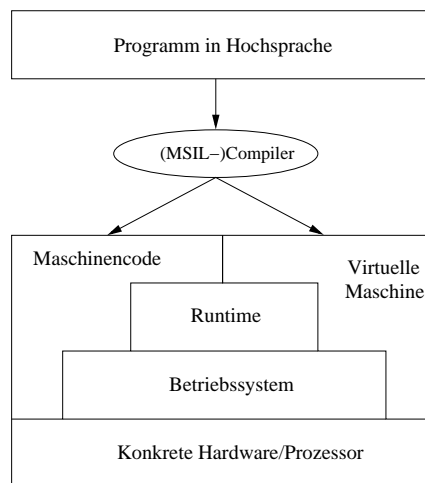 Programm in Hochsprache
(MSIL−)Compiler
Maschinencode
Virtuelle
Maschine
Runtime
Betriebssystem
Konkrete Hardware/Prozessor